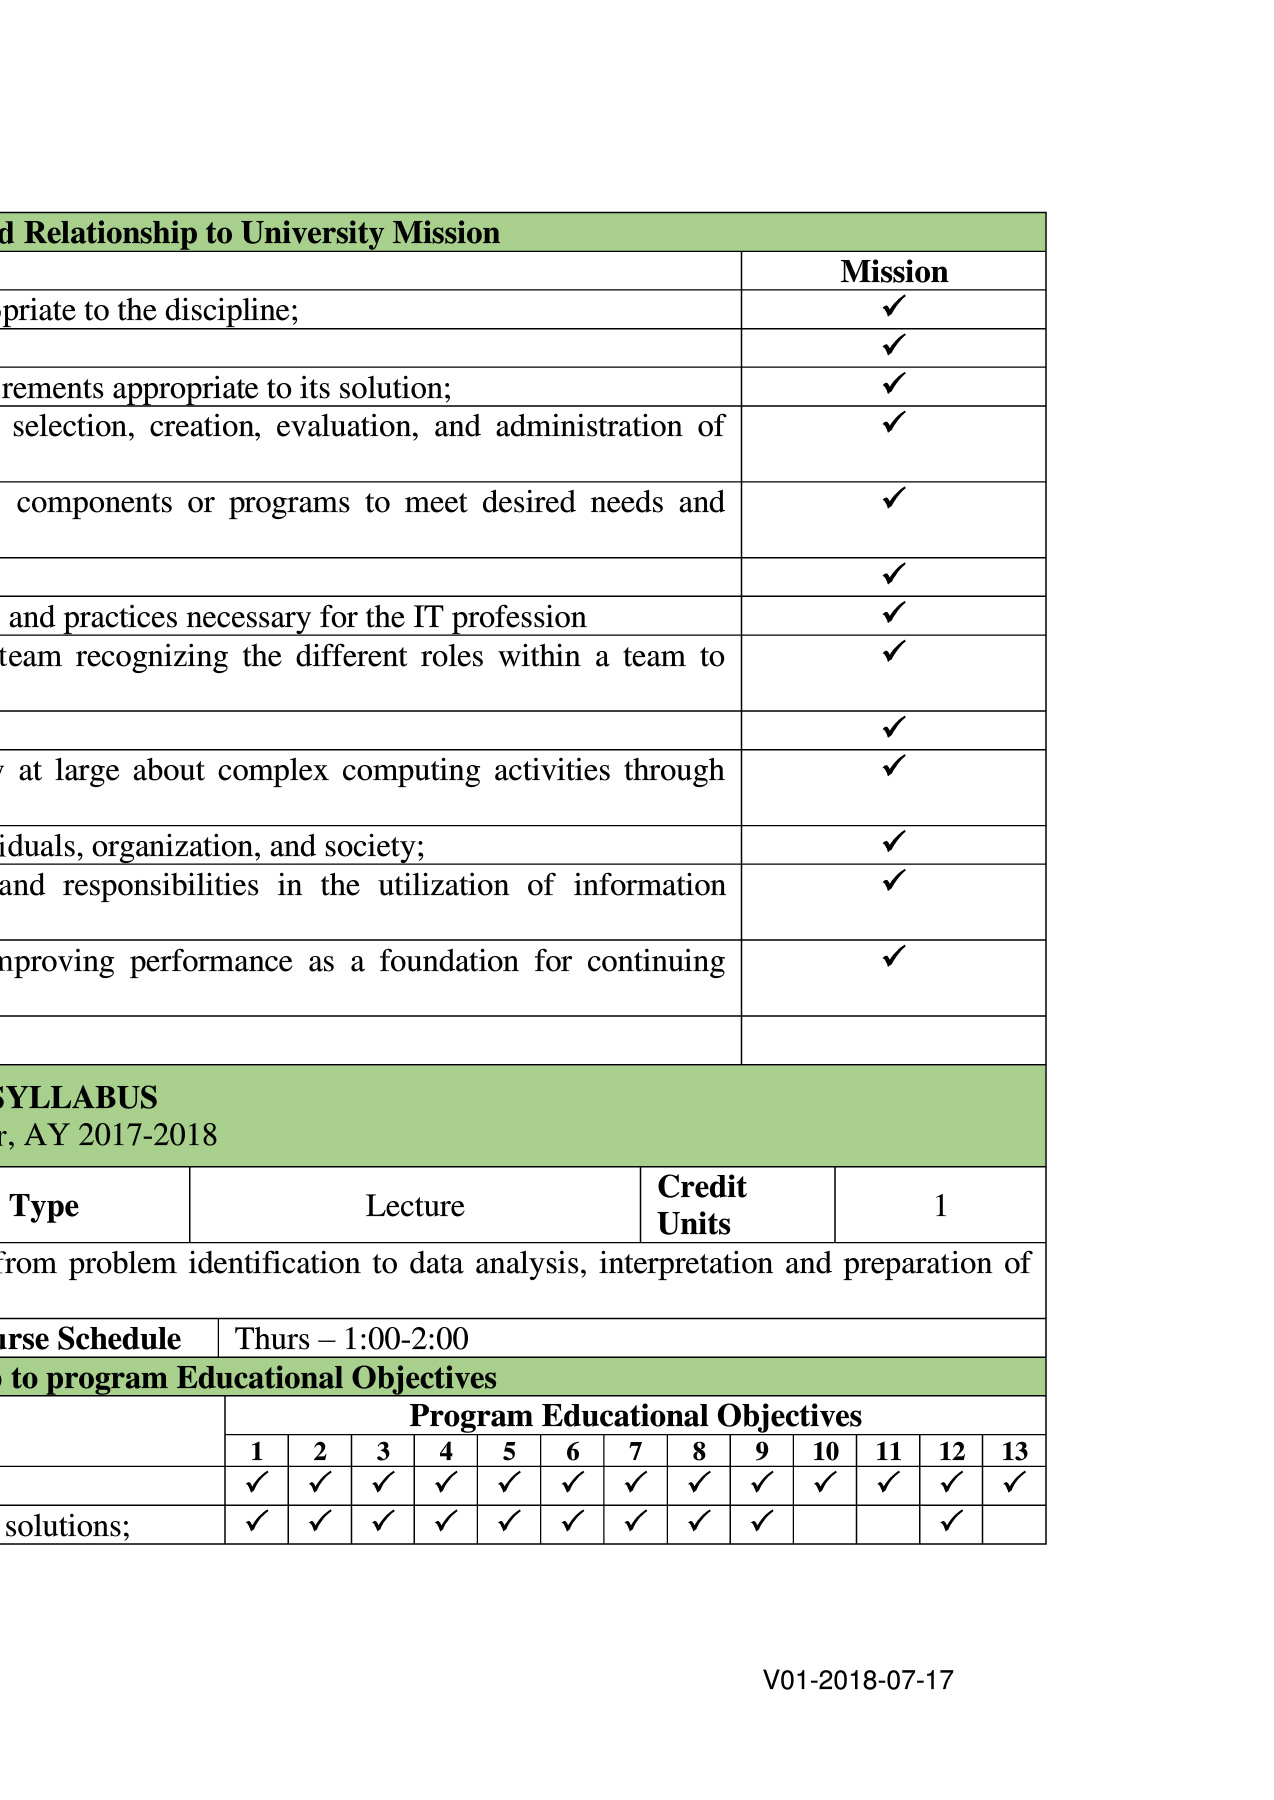 d Relationship to University Mission
Mission
priate to the discipline; ✓
✓
rements appropriate to its solution; ✓
selection, creation, evaluation, and administration of ✓
components or programs to meet desired needs and ✓
✓
and practices necessary for the IT profession ✓
team recognizing the different roles within a team to ✓
✓
at large about complex computing activities through ✓
iduals, organization, and society; ✓
and responsibilities in the utilization of information ✓
mproving performance as a foundation for continuing ✓
SYLLABUS
r, AY 2017-2018
Type Lecture Credit Units 1
from problem identification to data analysis, interpretation and preparation of
urse Schedule Thurs – 1:00-2:00
to program Educational Objectives
Program Educational Objectives
1 2 3 4 5 6 7 8 9 10 11 12 13
✓ ✓ ✓ ✓ ✓ ✓ ✓ ✓ ✓ ✓ ✓ ✓ ✓
solutions; ✓ ✓ ✓ ✓ ✓ ✓ ✓ ✓ ✓ ✓
V01-2018-07-17